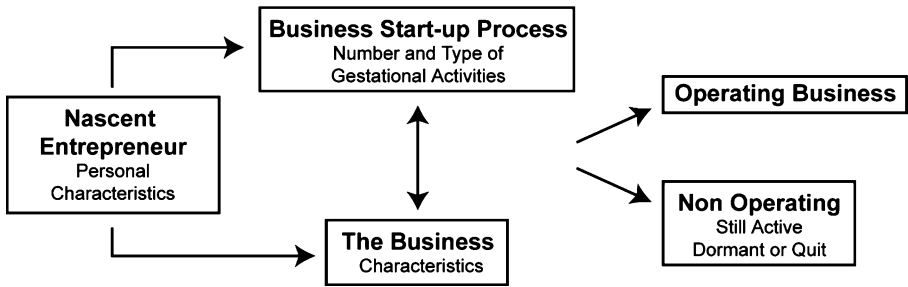 Business Start-up Process
Number and Type of
Gestational Activities
Nascent
Entrepreneur
Personal
Characteristics
The Business
Characteristics
Operating Business
Non Operating
Still Active
Dormant or Quit